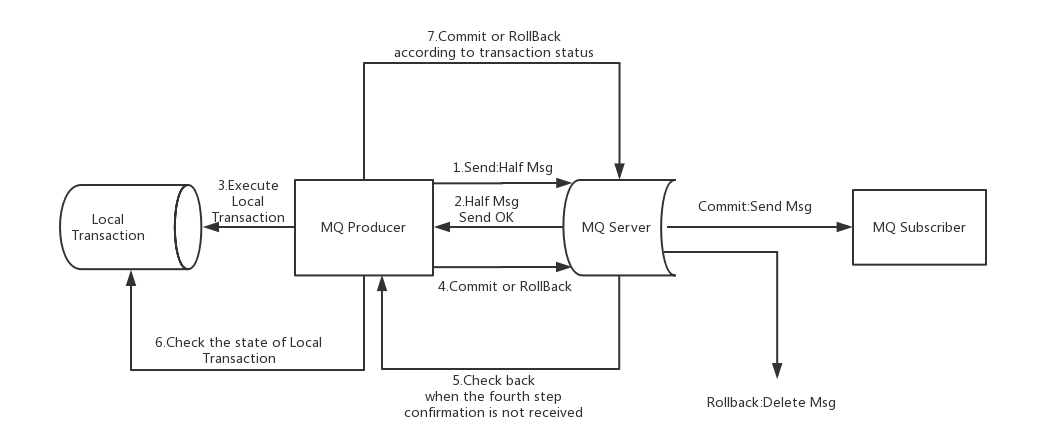 7.Commit or RollBack
according to transaction status
1.Send:Half Msg
3.Execute
Local
Transaction
2.Half Msg
Send OK
Commit:Send Msg
Local
Transaction
MQ Producer
MQ Server
MQ Subscriber
4.Commit or RollBack
6.Check the state of Local
Transaction
5.Check back
when the fourth step
confirmation is not received
Rollback:Delete Msg